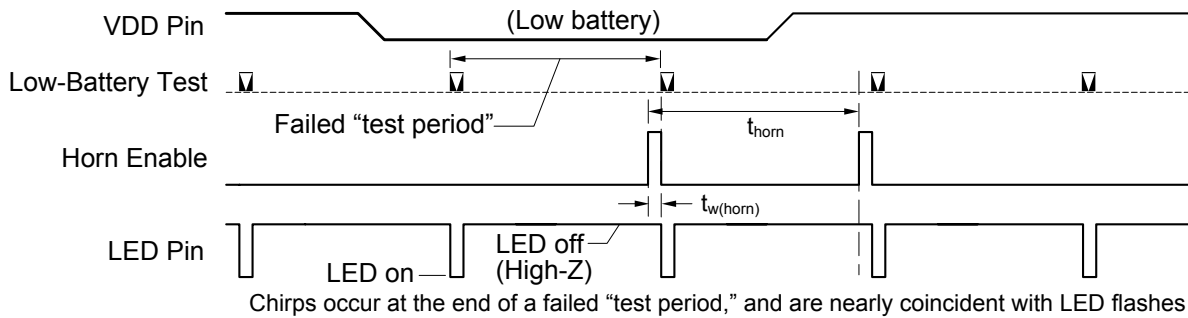 VDD Pin
(Low battery)
Low-Battery Test
Failed “test period”
thorn
Horn Enable
tw(horn)
LED Pin
LED off
(High-Z)
LED on
Chirps occur at the end of a failed “test period,” and are nearly coincident with LED flashes